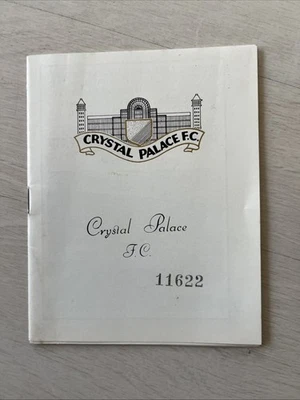 CRYSTAL PALACE F.C.
Crystal Palace
F.C.
11622